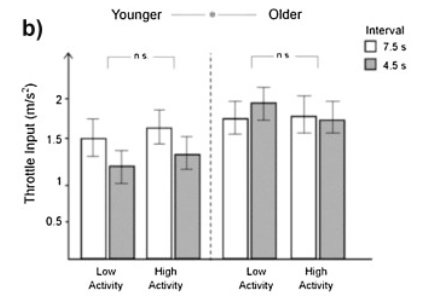 Younger * Older
b)
Interval
7.5 s
4.5 s
n s
n s
Throttle Input (m/s²)
2
1.5
1
0.5
Low Activity
High Activity
Low Activity
High Activity